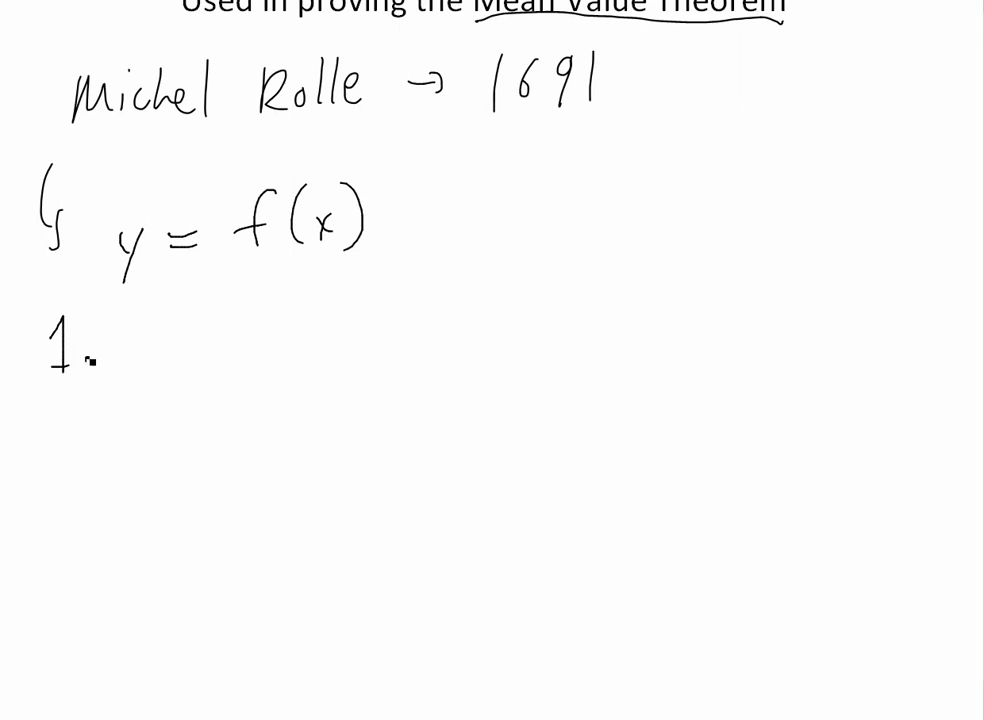 Used in proving the Mean Value Theorem
Michel Rolle → 1691
↳ y = f(x)
1.